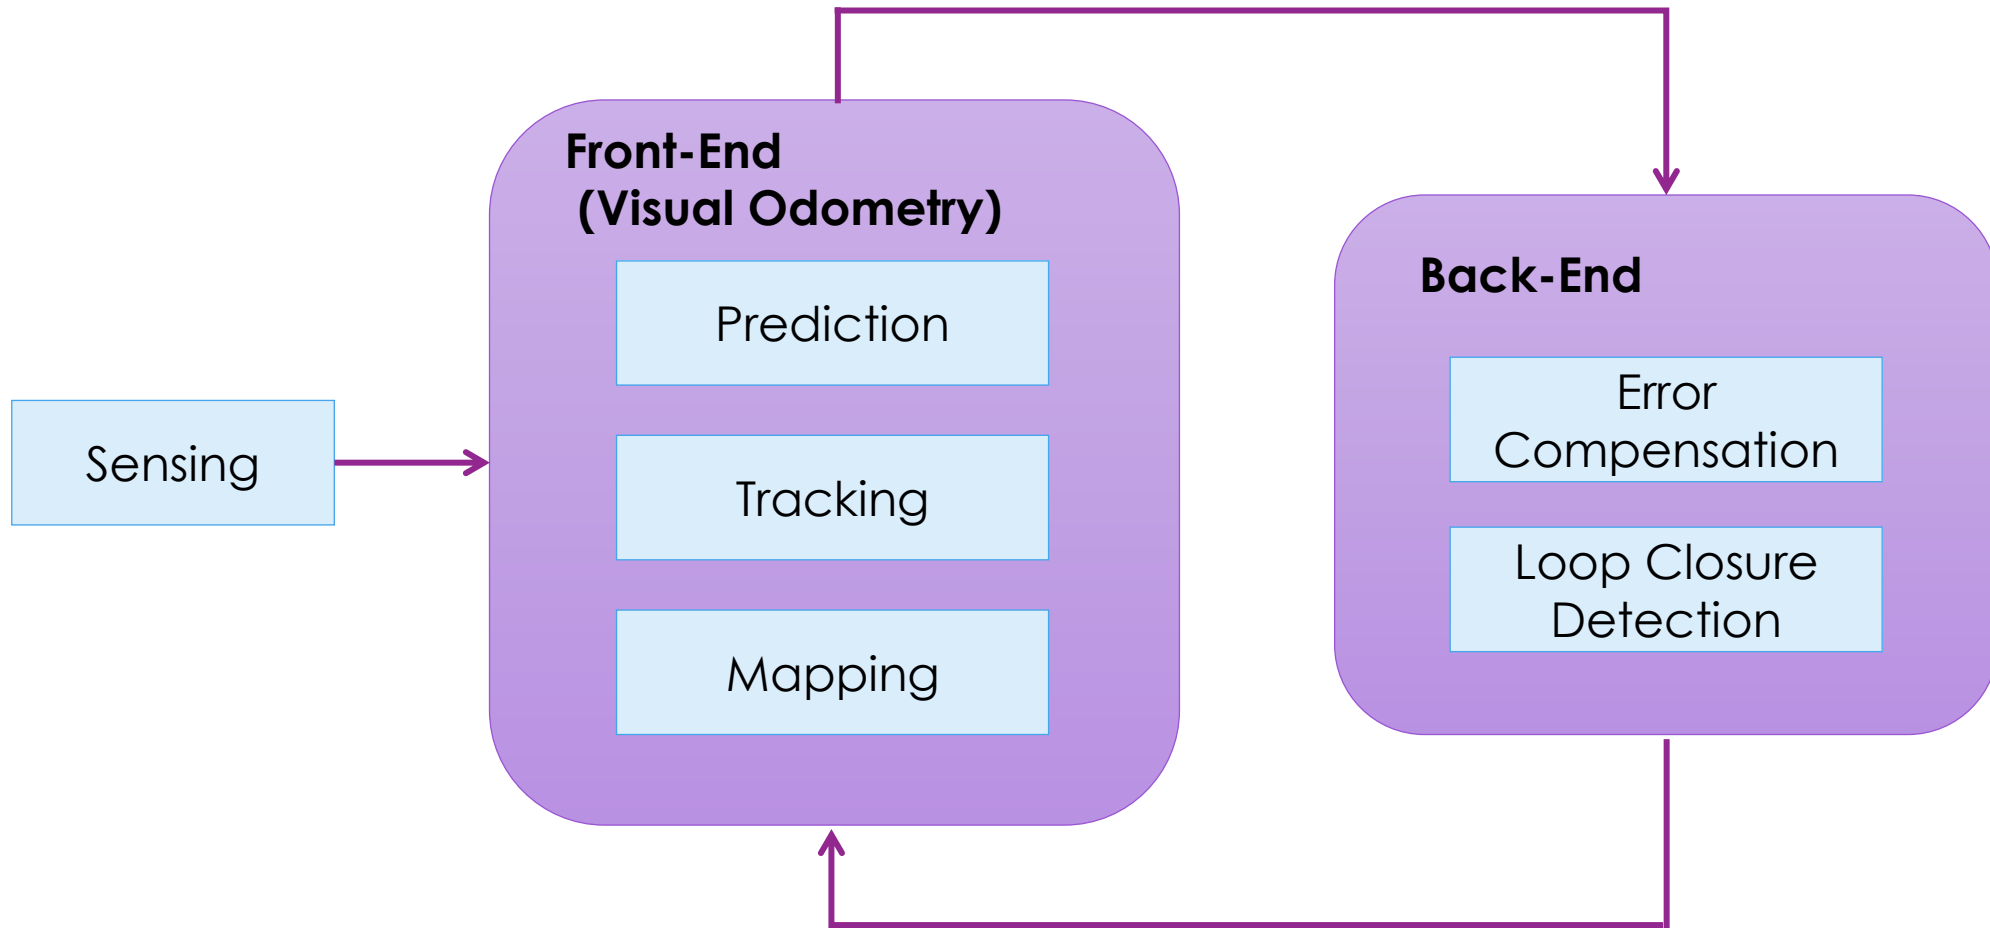 Sensing
Front-End
(Visual Odometry)
Prediction
Tracking
Mapping
Back-End
Error
Compensation
Loop Closure
Detection